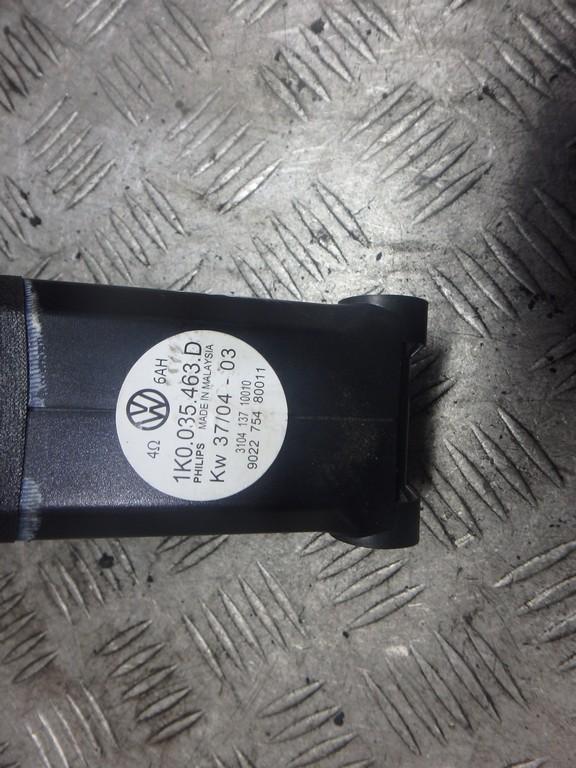 4Ω VW 6AH
1K0.035.463.D
PHILIPS MADE IN MALAYSIA
Kw 37/04 - 03
3104 137 10010
9022 754 80011